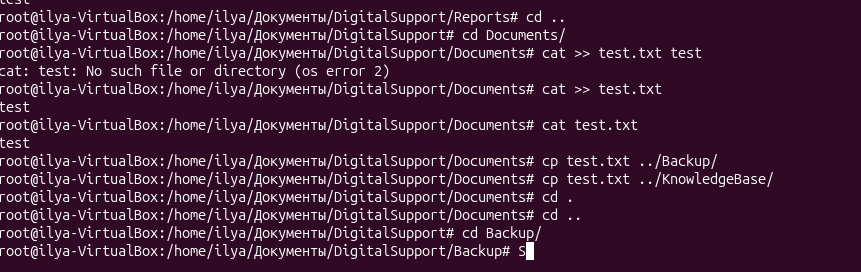 test
root@ilya-VirtualBox:/home/ilya/Документы/DigitalSupport/Reports# cd ..
root@ilya-VirtualBox:/home/ilya/Документы/DigitalSupport# cd Documents/
root@ilya-VirtualBox:/home/ilya/Документы/DigitalSupport/Documents# cat >> test.txt test
cat: test: No such file or directory (os error 2)
root@ilya-VirtualBox:/home/ilya/Документы/DigitalSupport/Documents# cat >> test.txt
test
root@ilya-VirtualBox:/home/ilya/Документы/DigitalSupport/Documents# cat test.txt
test
root@ilya-VirtualBox:/home/ilya/Документы/DigitalSupport/Documents# cp test.txt ../Backup/
root@ilya-VirtualBox:/home/ilya/Документы/DigitalSupport/Documents# cp test.txt ../KnowledgeBase/
root@ilya-VirtualBox:/home/ilya/Документы/DigitalSupport/Documents# cd .
root@ilya-VirtualBox:/home/ilya/Документы/DigitalSupport/Documents# cd ..
root@ilya-VirtualBox:/home/ilya/Документы/DigitalSupport# cd Backup/
root@ilya-VirtualBox:/home/ilya/Документы/DigitalSupport/Backup# S